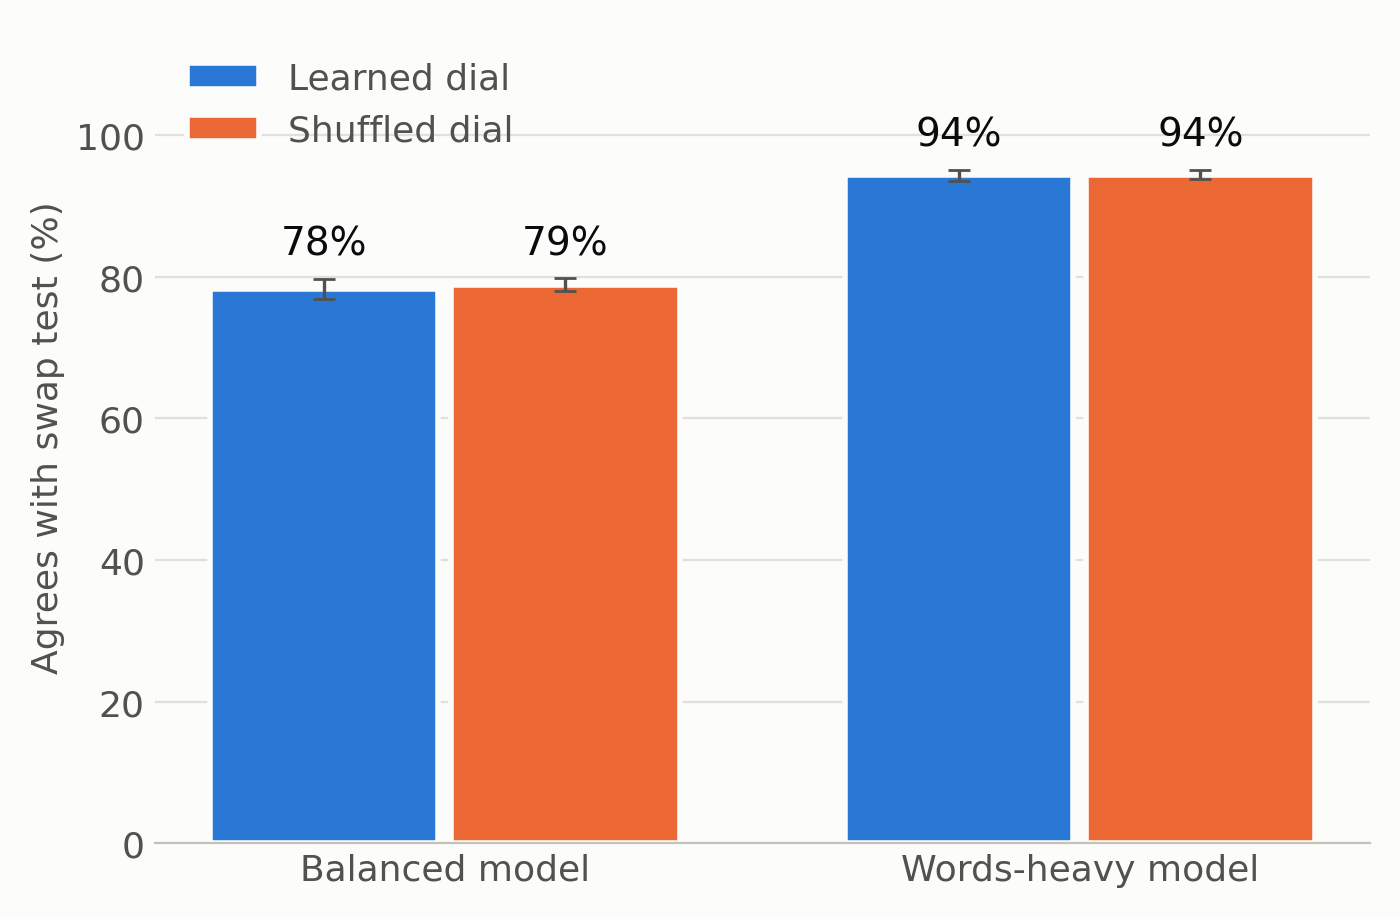 Learned dial
Shuffled dial
Agrees with swap test (%)
100
80
60
40
20
0
78%
79%
94%
94%
Balanced model
Words-heavy model